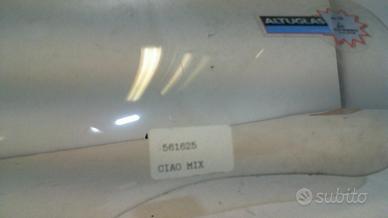 ALTUGLAS
561625
CIAO MIX
subito